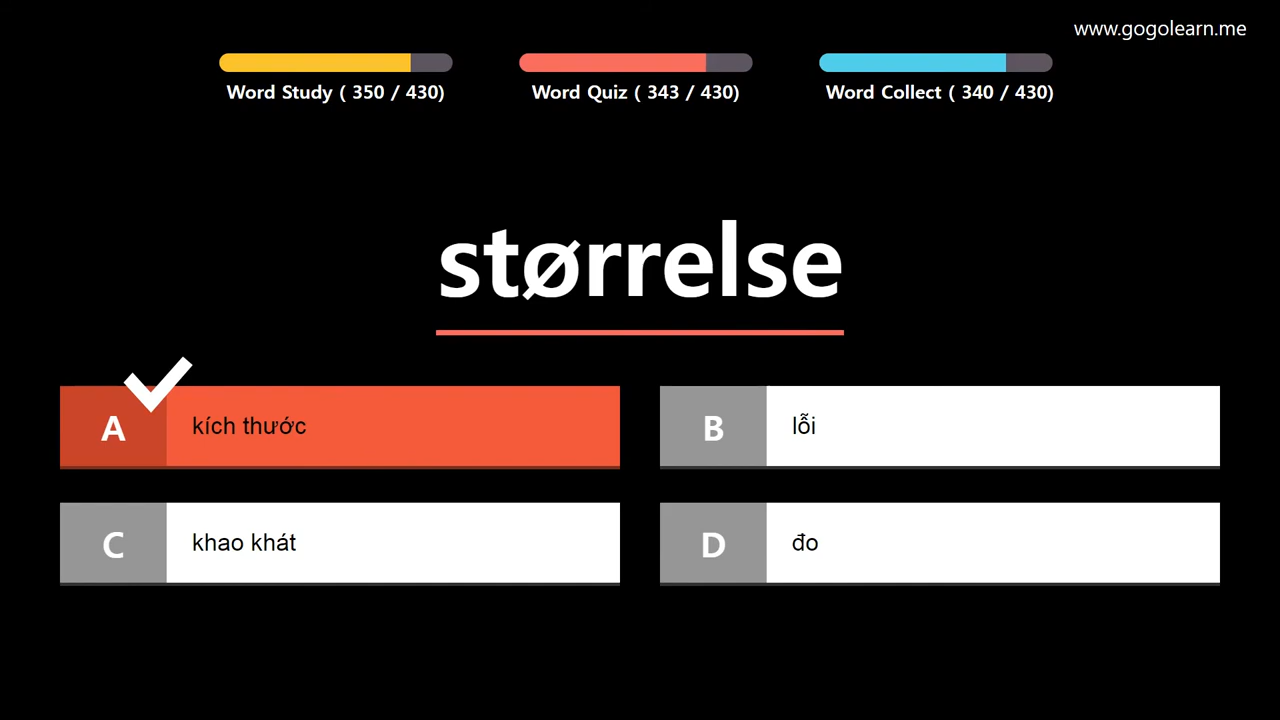 www.gogolearn.me
Word Study ( 350 / 430)
Word Quiz ( 343 / 430)
Word Collect ( 340 / 430)
størrelse
A kích thước
B lỗi
C khao khát
D đo